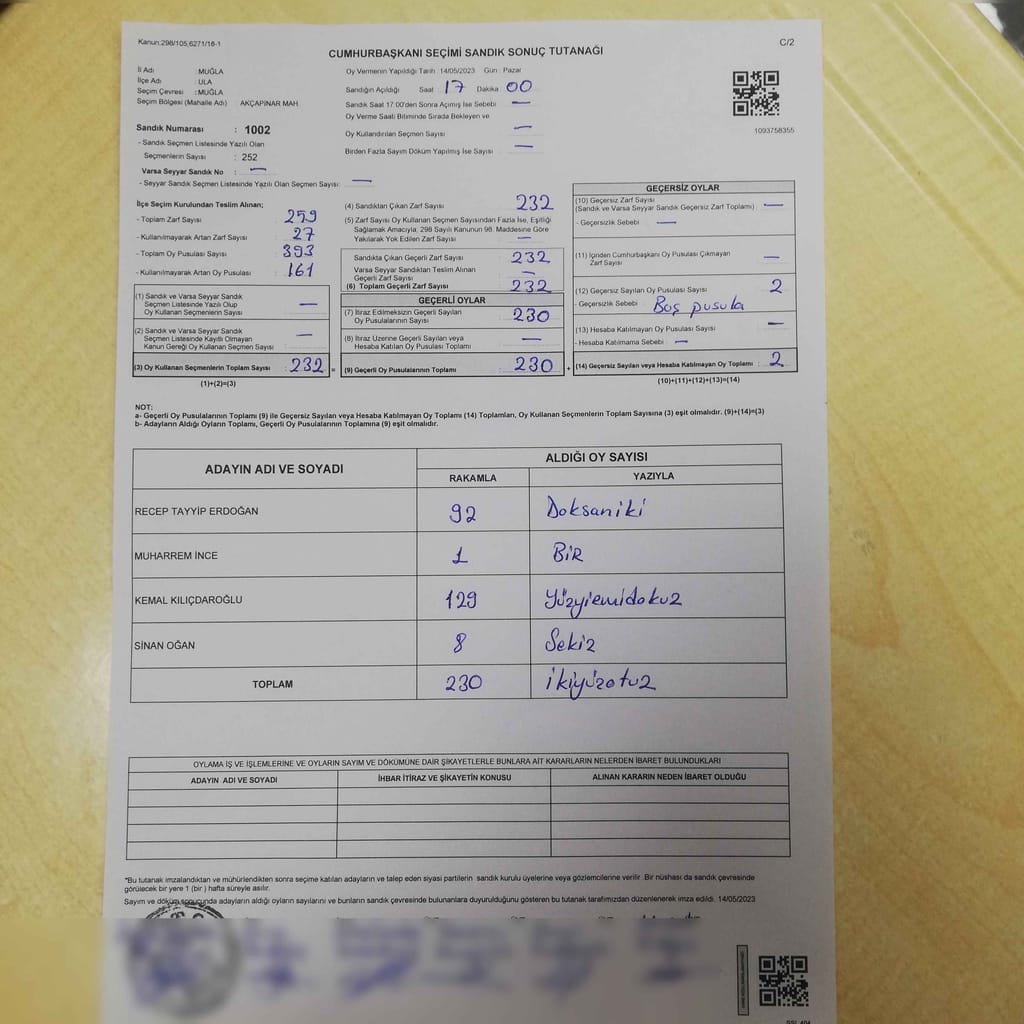 Kanun:298/105,6271/16-1
C/2
CUMHURBAŞKANI SEÇİMİ SANDIK SONUÇ TUTANAĞI
İl Adı : MUĞLA
İlçe Adı : ULA
Seçim Çevresi : MUĞLA
Seçim Bölgesi (Mahalle Adı) AKÇAPINAR MAH
Oy Vermenin Yapıldığı Tarih :14/05/2023 Gün : Pazar
Sandığın Açıldığı Saat 17 Dakika 00
Sandık Saat 17:00'den Sonra Açımış İse Sebebi —
Oy Verme Saati Bitiminde Sırada Bekleyen ve
Oy Kullandırılan Seçmen Sayısı —
Birden Fazla Sayım Döküm Yapılmış İse Sayısı —
1093758355
Sandık Numarası : 1002
- Sandık Seçmen Listesinde Yazılı Olan
Seçmenlerin Sayısı : 252
Varsa Seyyar Sandık No : —
- Seyyar Sandık Seçmen Listesinde Yazılı Olan Seçmen Sayısı: —
İlçe Seçim Kurulundan Teslim Alınan;
- Toplam Zarf Sayısı : 259
- Kullanılmayarak Artan Zarf Sayısı : 27
- Toplam Oy Pusulası Sayısı : 393
- Kullanılmayarak Artan Oy Pusulası : 161
(1) Sandık ve Varsa Seyyar Sandık
Seçmen Listesinde Yazılı Olup
Oy Kullanan Seçmenlerin Sayısı : —
(2) Sandık ve Varsa Seyyar Sandık
Seçmen Listesinde Kayıtlı Olmayan
Kanun Gereği Oy Kullanan Seçmen Sayısı : —
(3) Oy Kullanan Seçmenlerin Toplam Sayısı : 232 =
(1)+(2)=(3)
(4) Sandıktan Çıkan Zarf Sayısı 232
(5) Zarf Sayısı Oy Kullanan Seçmen Sayısından Fazla İse, Eşitliği
Sağlamak Amacıyla, 298 Sayılı Kanunun 98. Maddesine Göre
Yakılarak Yok Edilen Zarf Sayısı —
Sandıkta Çıkan Geçerli Zarf Sayısı 232
Varsa Seyyar Sandıktan Teslim Alınan
Geçerli Zarf Sayısı —
(6) Toplam Geçerli Zarf Sayısı 232
GEÇERLİ OYLAR
(7) İtiraz Edilmeksizin Geçerli Sayılan
Oy Pusulalarının Sayısı 230
(8) İtiraz Üzerine Geçerli Sayılan veya
Hesaba Katılan Oy Pusulası Toplamı —
(9) Geçerli Oy Pusulalarının Toplamı 230 +
GEÇERSİZ OYLAR
(10) Geçersiz Zarf Sayısı
(Sandık ve Varsa Seyyar Sandık Geçersiz Zarf Toplamı) : —
- Geçersizlik Sebebi : —
(11) İçinden Cumhurbaşkanı Oy Pusulası Çıkmayan
Zarf Sayısı : —
(12) Geçersiz Sayılan Oy Pusulası Sayısı : 2
- Geçersizlik Sebebi : Boş pusula
(13) Hesaba Katılmayan Oy Pusulası Sayısı : —
- Hesaba Katılmama Sebebi : —
(14) Geçersiz Sayılan veya Hesaba Katılmayan Oy Toplamı : 2
(10)+(11)+(12)+(13)=(14)
NOT:
a- Geçerli Oy Pusulalarının Toplamı (9) ile Geçersiz Sayılan veya Hesaba Katılmayan Oy Toplamı (14) Toplamları, Oy Kullanan Seçmenlerin Toplam Sayısına (3) eşit olmalıdır. (9)+(14)=(3)
b- Adayların Aldığı Oyların Toplamı, Geçerli Oy Pusulalarının Toplamına (9) eşit olmalıdır.
ADAYIN ADI VE SOYADI
ALDIĞI OY SAYISI
RAKAMLA YAZIYLA
RECEP TAYYİP ERDOĞAN 92 Doksaniki
MUHARREM İNCE 1 BİR
KEMAL KILIÇDAROĞLU 129 Yüzyiemidokuz
SİNAN OĞAN 8 Sekiz
TOPLAM 230 ikiyüzotuz
OYLAMA İŞ VE İŞLEMLERİNE VE OYLARIN SAYIM VE DÖKÜMÜNE DAİR ŞİKAYETLERLE BUNLARA AİT KARARLARIN NELERDEN İBARET BULUNDUKLARI
ADAYIN ADI VE SOYADI İHBAR İTİRAZ VE ŞİKAYETİN KONUSU ALINAN KARARIN NEDEN İBARET OLDUĞU
*Bu tutanak imzalandıktan ve mühürlendikten sonra seçime katılan adayların ve talep eden siyasi partilerin sandık kurulu üyelerine veya gözlemcilerine verilir. Bir nüshası da sandık çevresinde
görülecek bir yere 1 (bir ) hafta süreyle asılır.
Sayım ve döküm sonucunda adayların aldığı oyların sayılarını ve bunların sandık çevresinde bulunanlara duyurulduğunu gösteren bu tutanak tarafımızdan düzenlenerek imza edildi. 14/05/2023